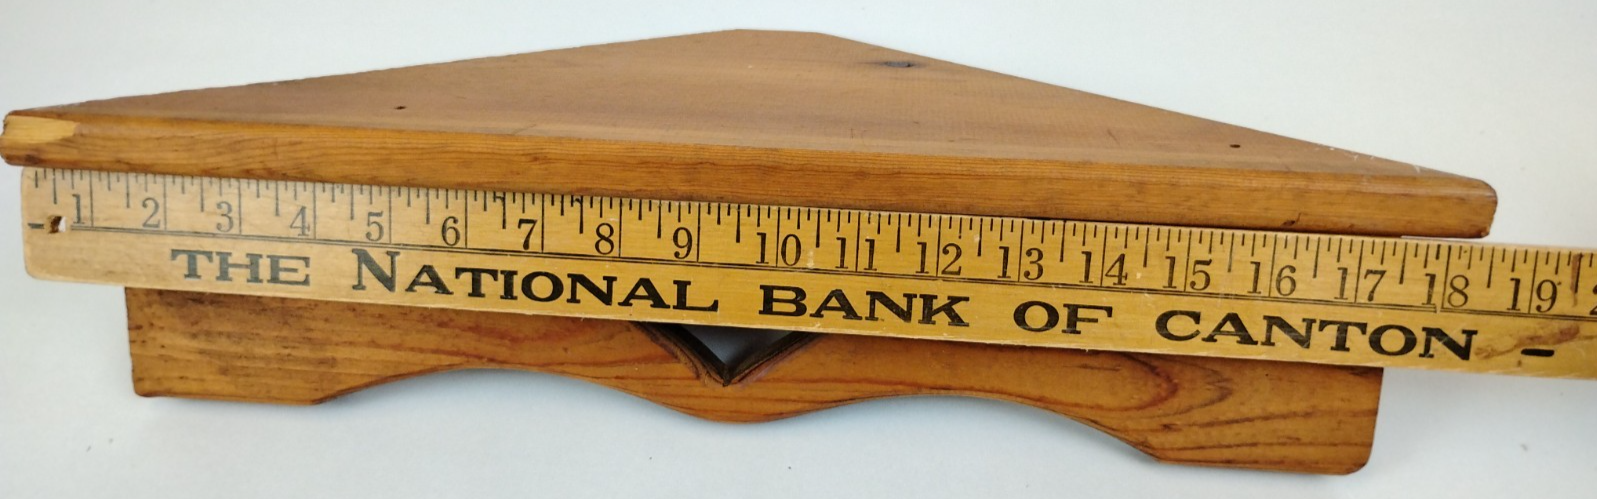 1 2 3 4 5 6 7 8 9 10 11 12 13 14 15 16 17 18 19
THE NATIONAL BANK OF CANTON -